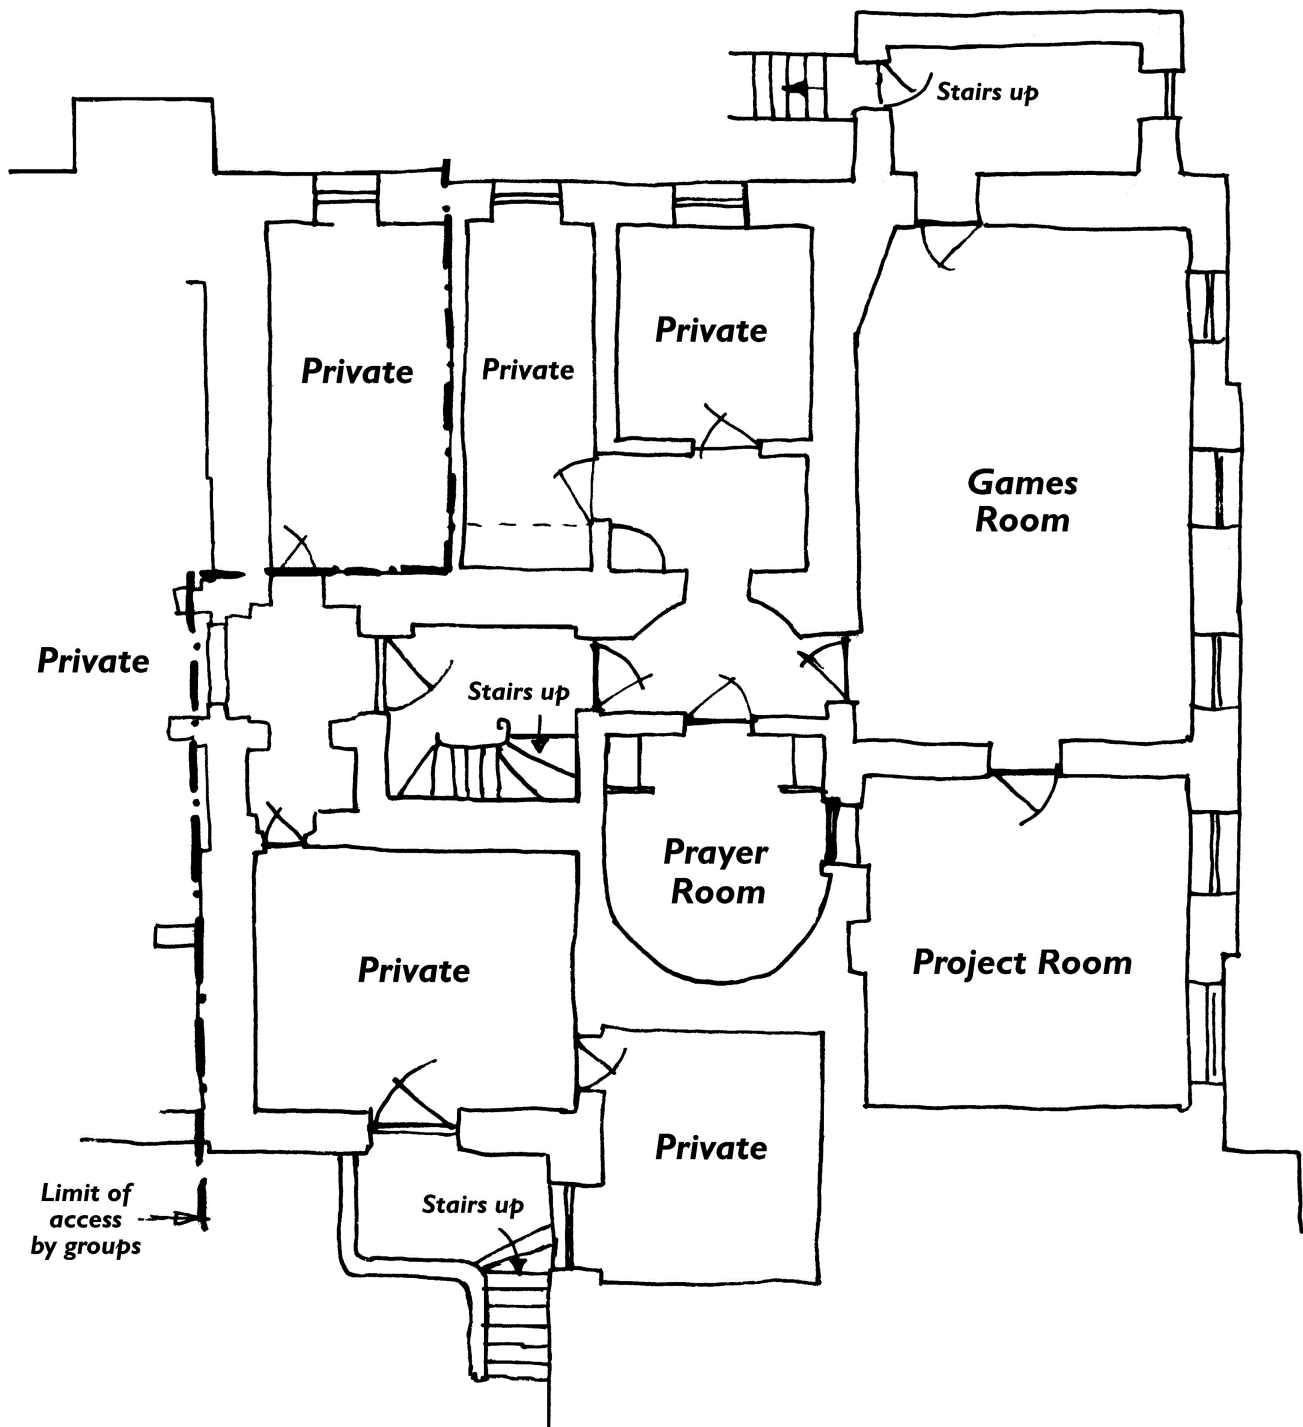 Stairs up
Private
Private
Private
Games
Room
Private
Stairs up
Prayer
Room
Project Room
Private
Private
Limit of
access
by groups
Stairs up